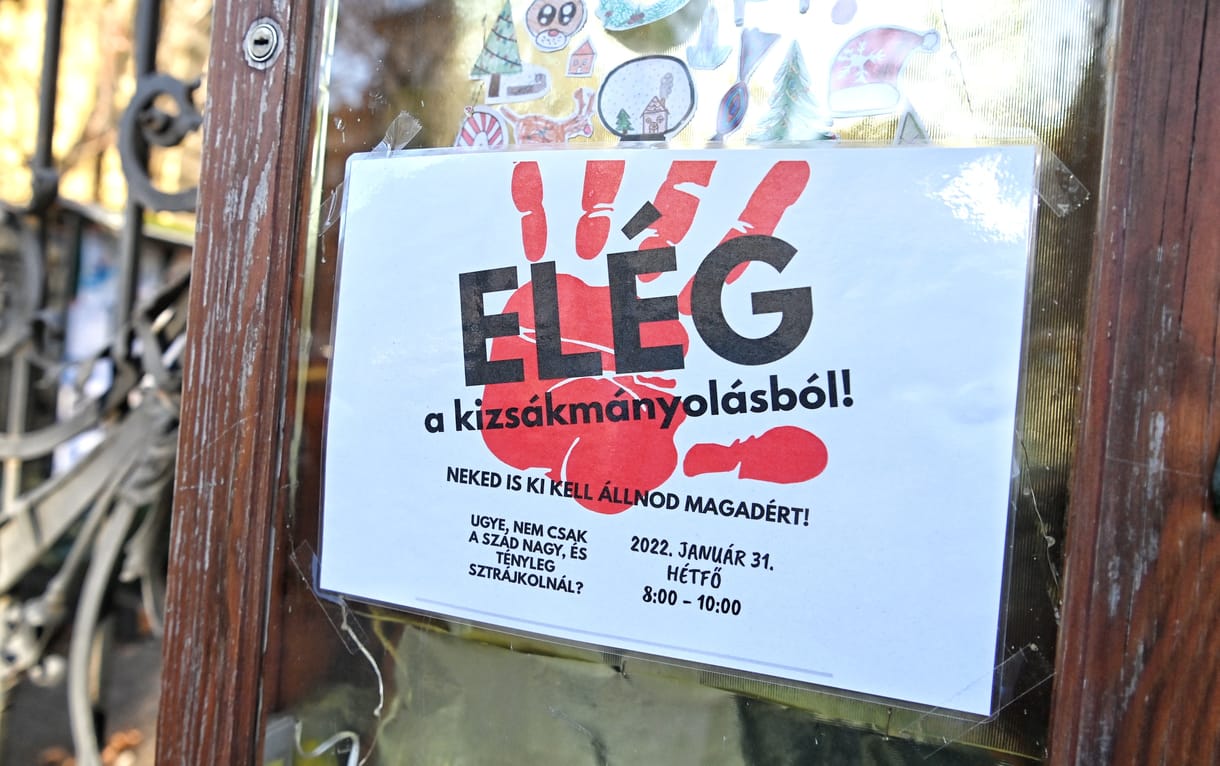 ELÉG
a kizsákmányolásból!
NEKED IS KI KELL ÁLLNOD MAGADÉRT!
UGYE, NEM CSAK
A SZÁD NAGY, ÉS
TÉNYLEG
SZTRÁJKOLNÁL?
2022. JANUÁR 31.
HÉTFŐ
8:00 – 10:00